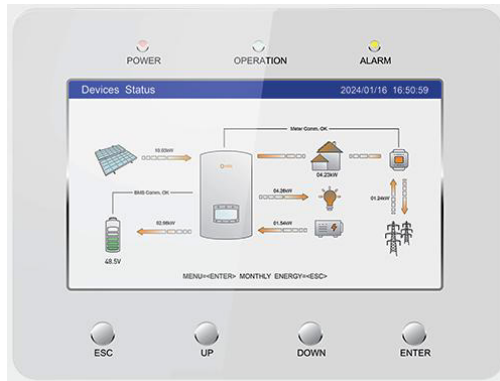 POWER OPERATION ALARM
Devices Status 2024/01/16 16:50:59
Meter Comm. OK
10.93kW
04.23kW
BMS Comm. OK
04.26kW
01.24kW
02.66kW
01.54kW
48.5V
MENU=<ENTER> MONTHLY ENERGY=<ESC>
ESC UP DOWN ENTER